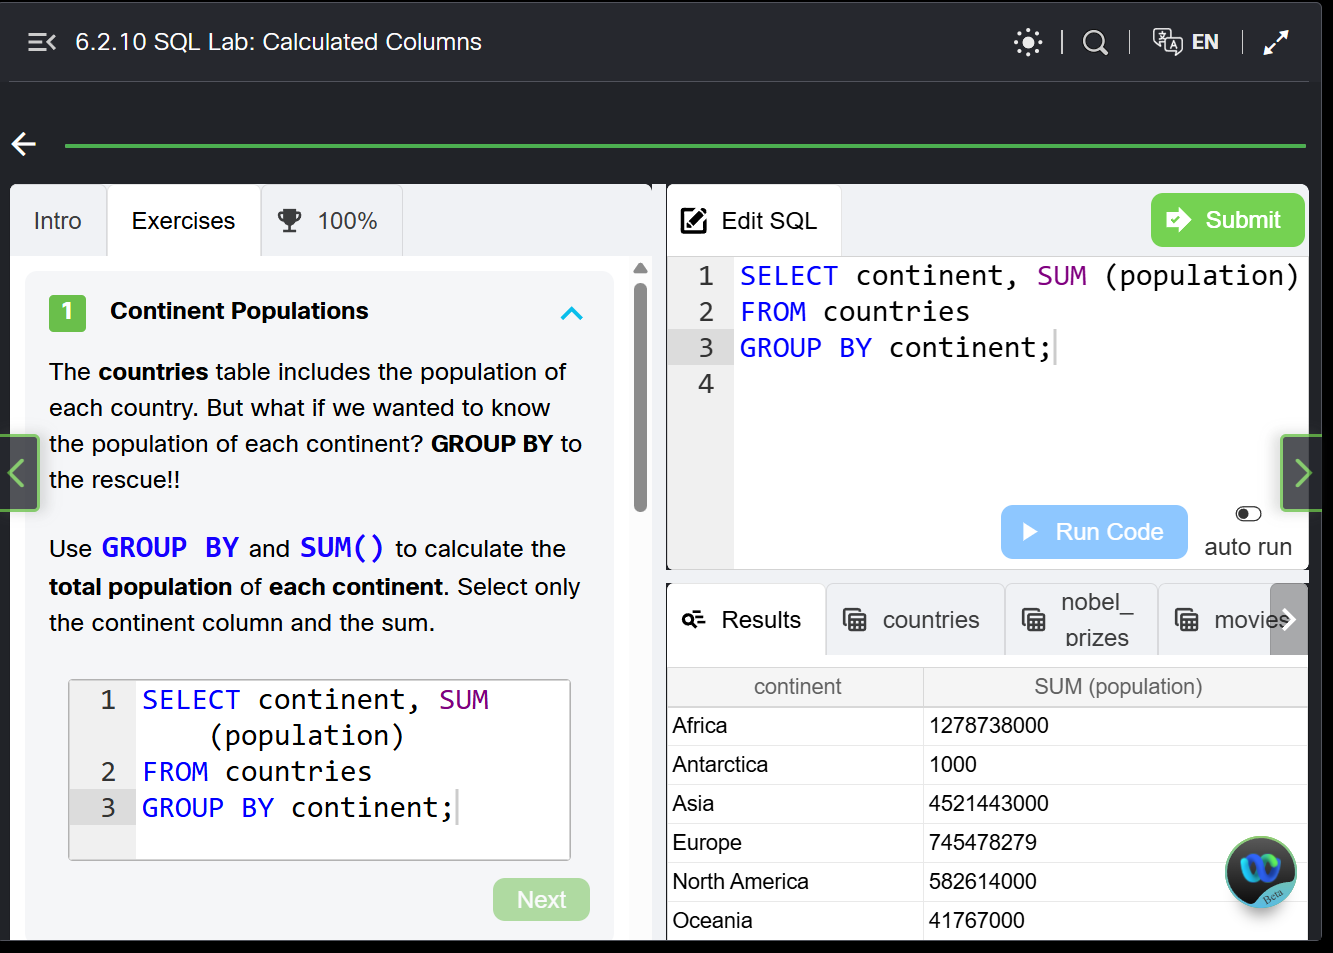 6.2.10 SQL Lab: Calculated Columns
EN
Intro
Exercises
100%
1 Continent Populations
The countries table includes the population of
each country. But what if we wanted to know
the population of each continent? GROUP BY to
the rescue!!
Use GROUP BY and SUM() to calculate the
total population of each continent. Select only
the continent column and the sum.
1 SELECT continent, SUM
(population)
2 FROM countries
3 GROUP BY continent;
Next
Edit SQL
Submit
1 SELECT continent, SUM (population)
2 FROM countries
3 GROUP BY continent;
4
Run Code
auto run
Results
countries
nobel_
prizes
movies
continent SUM (population)
Africa 1278738000
Antarctica 1000
Asia 4521443000
Europe 745478279
North America 582614000
Oceania 41767000
Beta